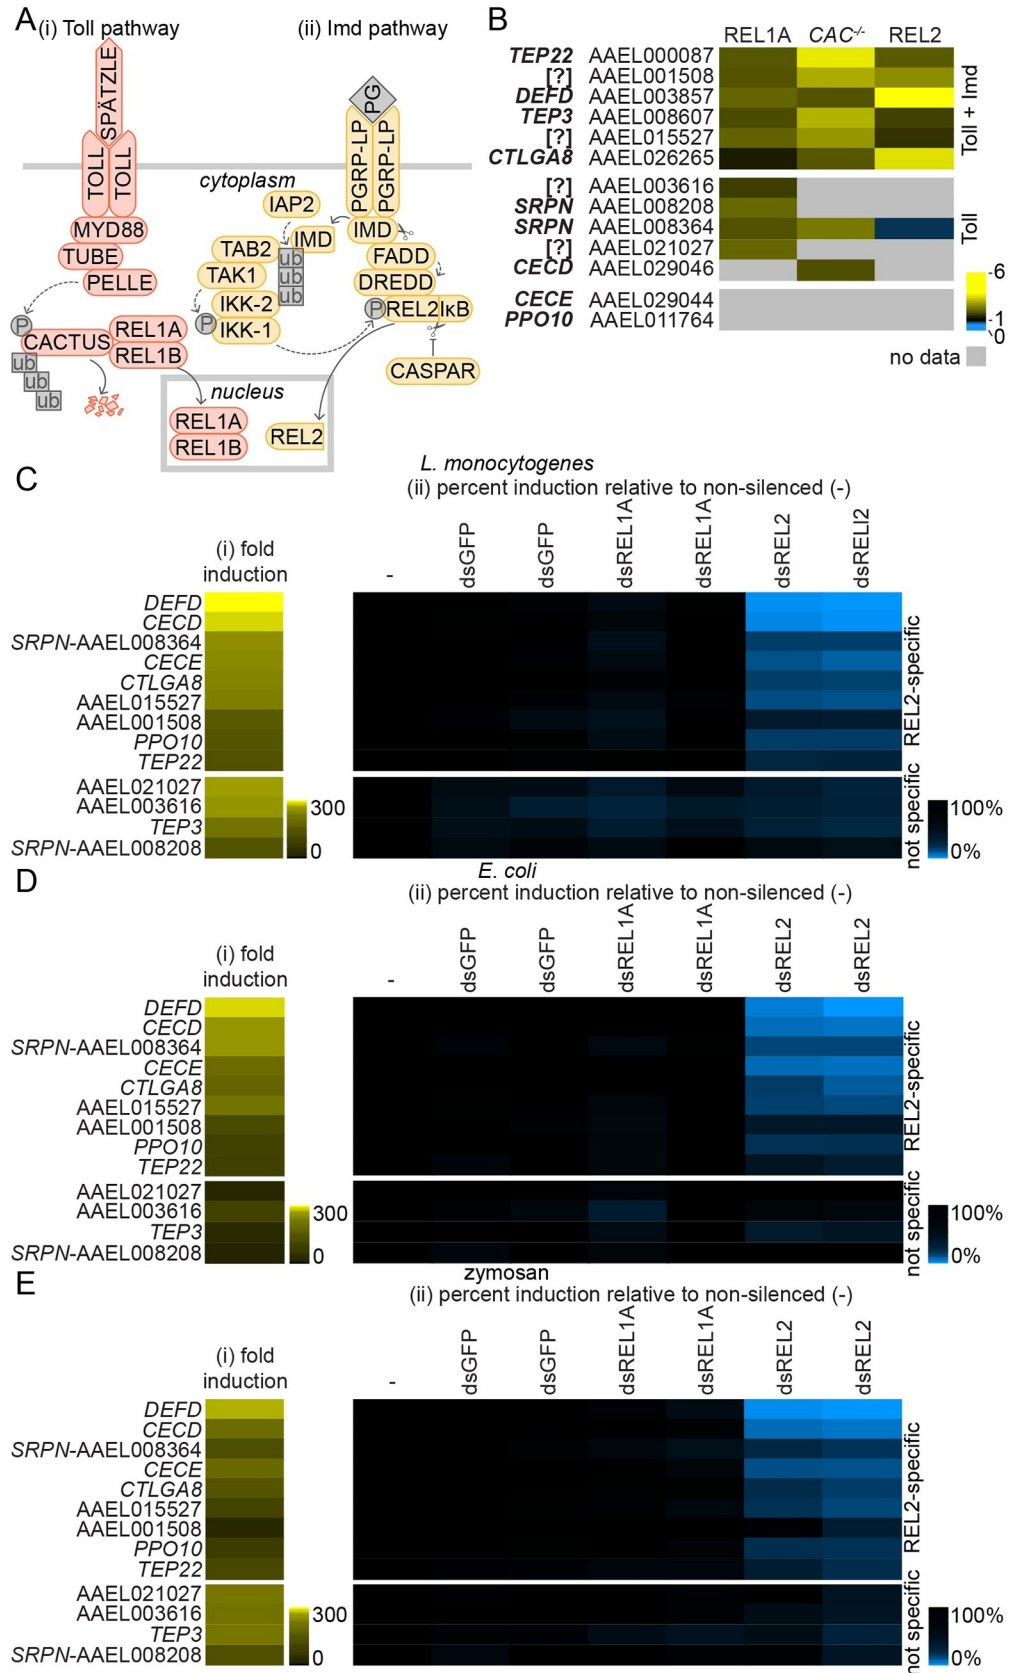 A
(i) Toll pathway
(ii) Imd pathway
SPÄTZLE
TOLL
TOLL
PG
PGRP-LP
PGRP-LP
cytoplasm
IAP2
MYD88
IMD
IMD
TUBE
TAB2
ub
FADD
PELLE
TAK1
ub
DREDD
IKK-2
ub
P
REL2
IκB
P
IKK-1
P
CACTUS
REL1A
REL1B
ub
ub
ub
CASPAR
nucleus
REL1A
REL1B
REL2
B
REL1A CAC-/- REL2
TEP22 AAEL000087
[?] AAEL001508
DEFD AAEL003857
TEP3 AAEL008607
[?] AAEL015527
CTLGA8 AAEL026265
Toll + Imd
[?] AAEL003616
SRPN AAEL008208
SRPN AAEL008364
[?] AAEL021027
CECD AAEL029046
Toll
CECE AAEL029044
PPO10 AAEL011764
6
1
0
no data
C
L. monocytogenes
(ii) percent induction relative to non-silenced (-)
(i) fold
induction
-
dsGFP
dsGFP
dsREL1A
dsREL1A
dsREL2
dsRELI2
DEFD
CECD
SRPN-AAEL008364
CECE
CTLGA8
AAEL015527
AAEL001508
PPO10
TEP22
REL2-specific
AAEL021027
AAEL003616
TEP3
SRPN-AAEL008208
300
0
not specific
100%
0%
D
E. coli
(ii) percent induction relative to non-silenced (-)
(i) fold
induction
-
dsGFP
dsGFP
dsREL1A
dsREL1A
dsREL2
dsREL2
DEFD
CECD
SRPN-AAEL008364
CECE
CTLGA8
AAEL015527
AAEL001508
PPO10
TEP22
REL2-specific
AAEL021027
AAEL003616
TEP3
SRPN-AAEL008208
300
0
not specific
100%
0%
E
zymosan
(ii) percent induction relative to non-silenced (-)
(i) fold
induction
-
dsGFP
dsGFP
dsREL1A
dsREL1A
dsREL2
dsREL2
DEFD
CECD
SRPN-AAEL008364
CECE
CTLGA8
AAEL015527
AAEL001508
PPO10
TEP22
REL2-specific
AAEL021027
AAEL003616
TEP3
SRPN-AAEL008208
300
0
not specific
100%
0%